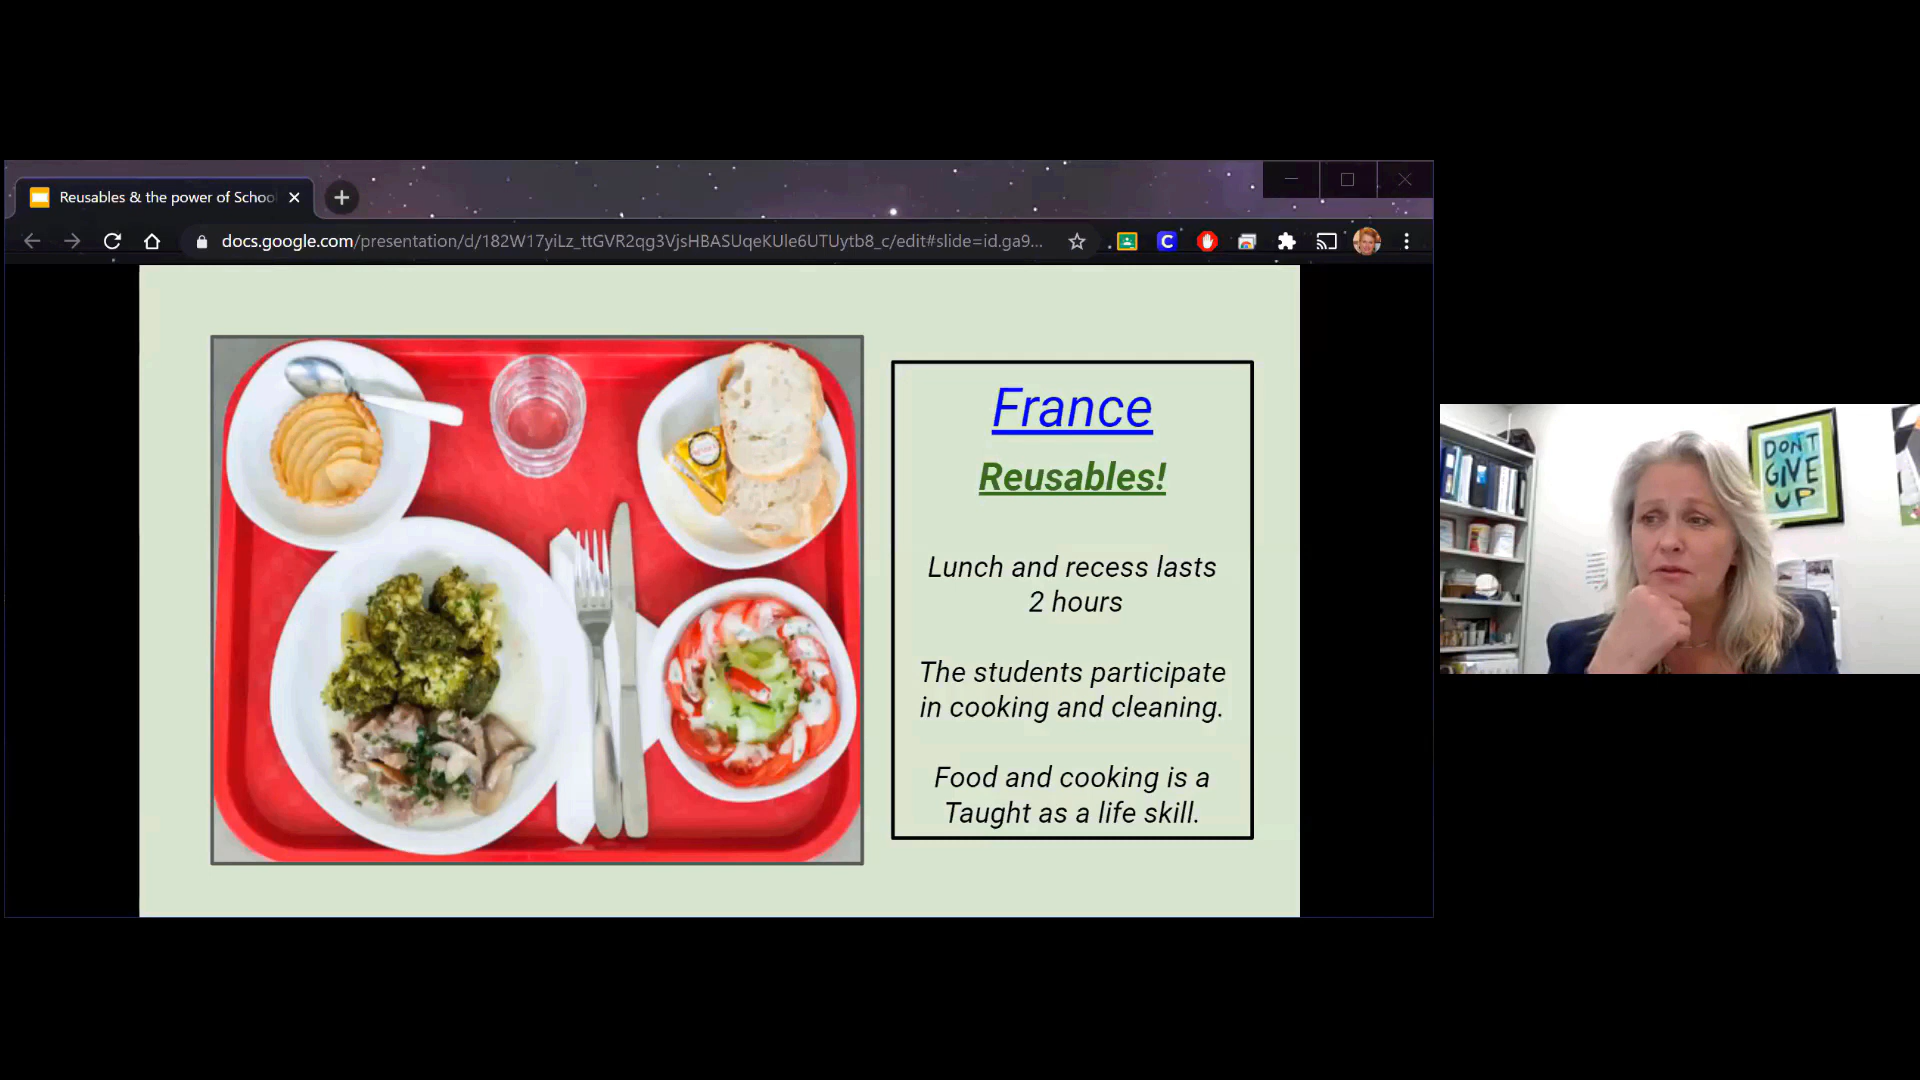 Reusables & the power of School
docs.google.com/presentation/d/182W17yiLz_ttGVR2qg3VjsHBASUqeKUle6UTUytb8_c/edit#slide=id.ga9...
C
France
Reusables!
Lunch and recess lasts
2 hours
The students participate
in cooking and cleaning.
Food and cooking is a
Taught as a life skill.
DON'T
GIVE
UP